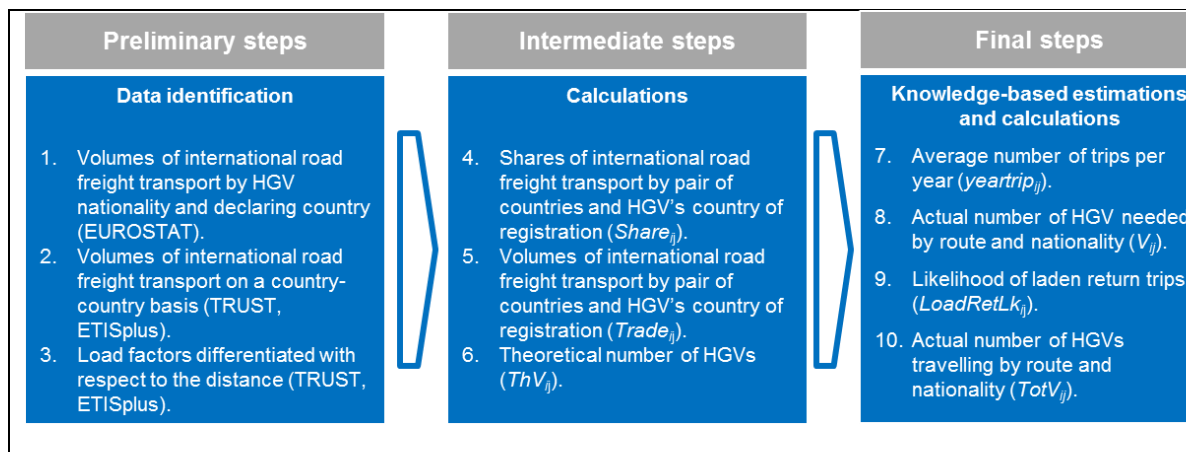 Preliminary steps
Data identification
1. Volumes of international road
freight transport by HGV
nationality and declaring country
(EUROSTAT).
2. Volumes of international road
freight transport on a country-
country basis (TRUST,
ETISplus).
3. Load factors differentiated with
respect to the distance (TRUST,
ETISplus).
Intermediate steps
Calculations
4. Shares of international road
freight transport by pair of
countries and HGV's country of
registration (Shareij).
5. Volumes of international road
freight transport by pair of
countries and HGV's country of
registration (Tradeij).
6. Theoretical number of HGVs
(ThVij).
Final steps
Knowledge-based estimations
and calculations
7. Average number of trips per
year (yeartripij).
8. Actual number of HGV needed
by route and nationality (Vij).
9. Likelihood of laden return trips
(LoadRetLkij).
10. Actual number of HGVs
travelling by route and
nationality (TotVij).